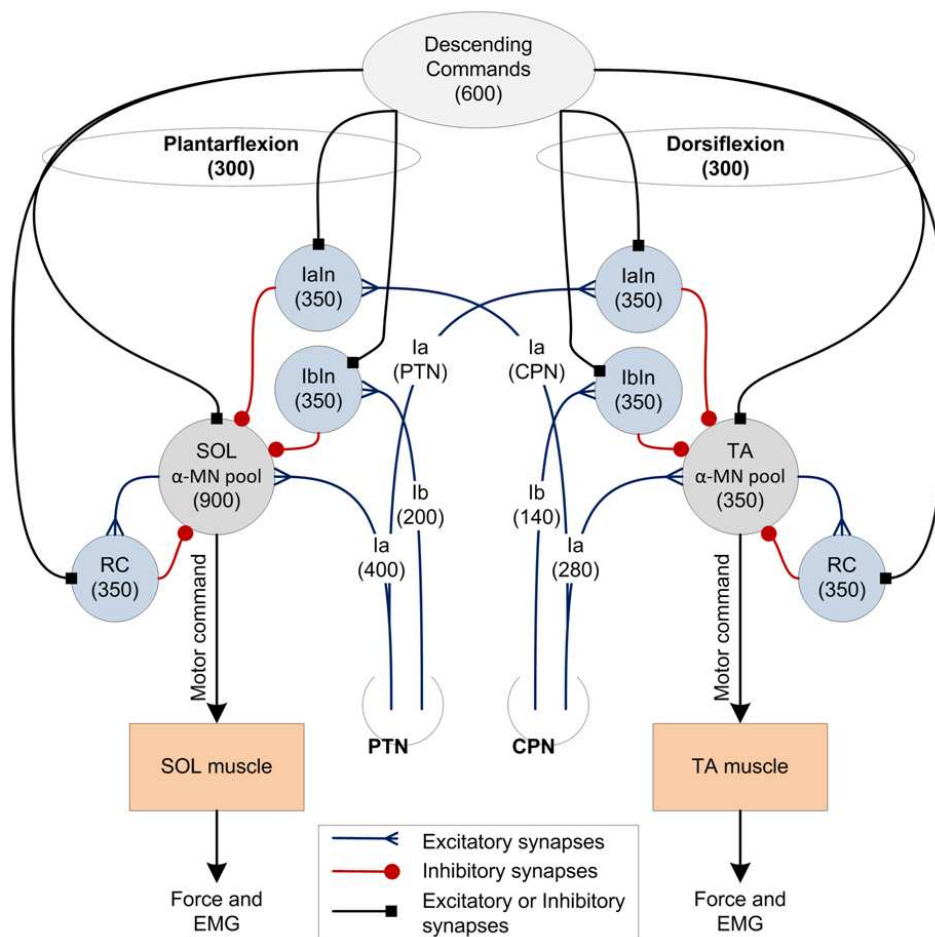 Descending
Commands
(600)
Plantarflexion
(300)
Dorsiflexion
(300)
IaIn
(350)
IaIn
(350)
Ia
(PTN)
Ia
(CPN)
IbIn
(350)
IbIn
(350)
SOL
α-MN pool
(900)
TA
α-MN pool
(350)
Ib
(200)
Ib
(140)
Ia
(400)
Ia
(280)
RC
(350)
RC
(350)
Motor command
Motor command
PTN
CPN
SOL muscle
TA muscle
Excitatory synapses
Inhibitory synapses
Excitatory or Inhibitory
synapses
Force and
EMG
Force and
EMG